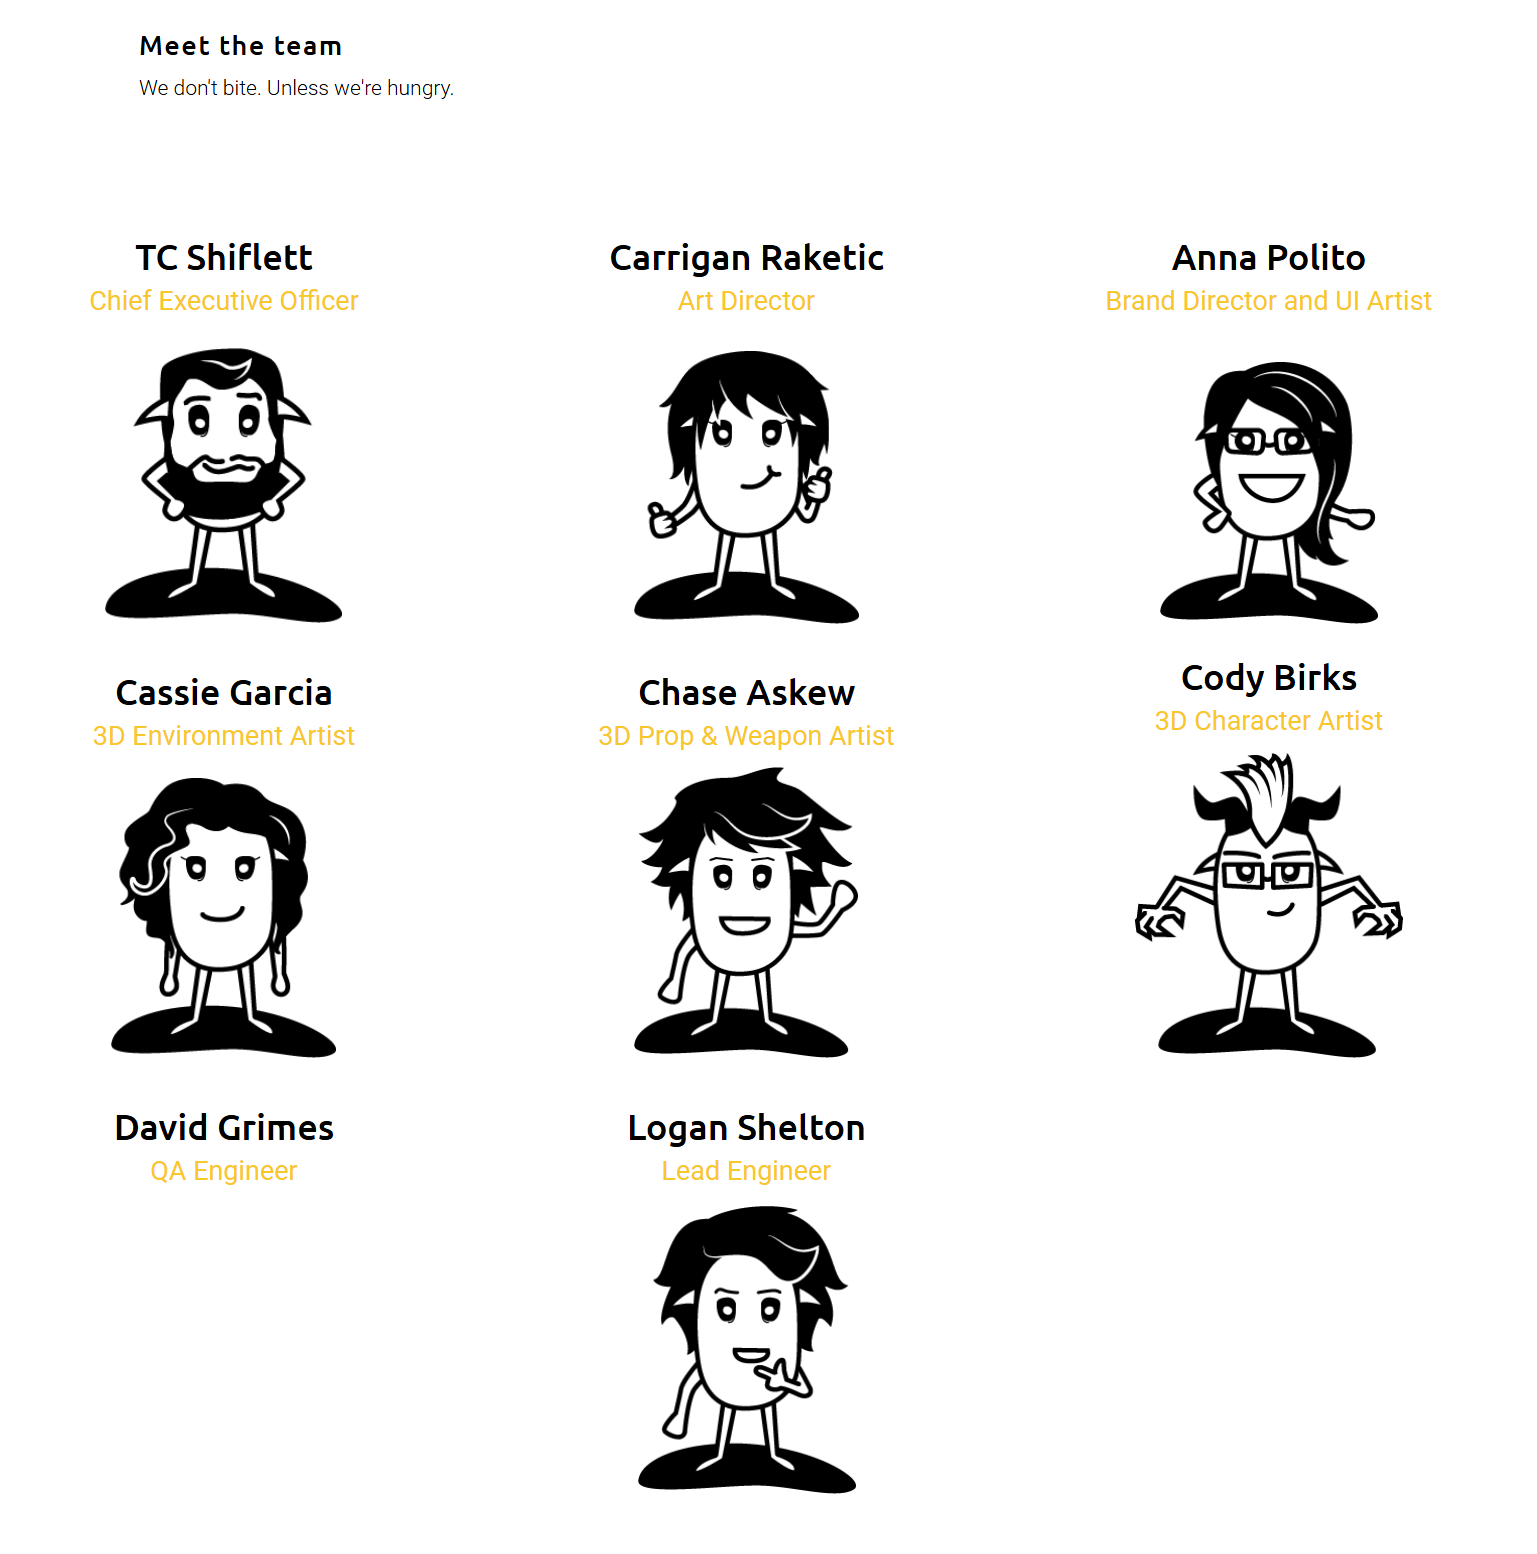 Meet the team
We don't bite. Unless we're hungry.
TC Shiflett
Chief Executive Officer
Carrigan Raketic
Art Director
Anna Polito
Brand Director and UI Artist
Cassie Garcia
3D Environment Artist
Chase Askew
3D Prop & Weapon Artist
Cody Birks
3D Character Artist
David Grimes
QA Engineer
Logan Shelton
Lead Engineer